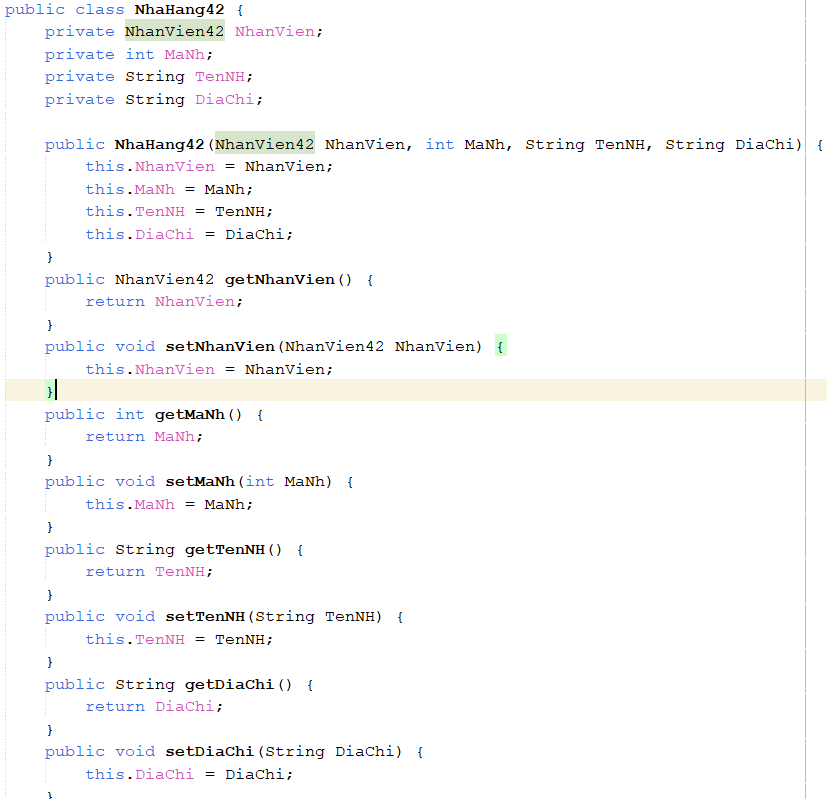 public class NhaHang42 {
    private NhanVien42 NhanVien;
    private int MaNh;
    private String TenNH;
    private String DiaChi;

    public NhaHang42(NhanVien42 NhanVien, int MaNh, String TenNH, String DiaChi) {
        this.NhanVien = NhanVien;
        this.MaNh = MaNh;
        this.TenNH = TenNH;
        this.DiaChi = DiaChi;
    }
    public NhanVien42 getNhanVien() {
        return NhanVien;
    }
    public void setNhanVien(NhanVien42 NhanVien) {
        this.NhanVien = NhanVien;
    }
    public int getMaNh() {
        return MaNh;
    }
    public void setMaNh(int MaNh) {
        this.MaNh = MaNh;
    }
    public String getTenNH() {
        return TenNH;
    }
    public void setTenNH(String TenNH) {
        this.TenNH = TenNH;
    }
    public String getDiaChi() {
        return DiaChi;
    }
    public void setDiaChi(String DiaChi) {
        this.DiaChi = DiaChi;
    }